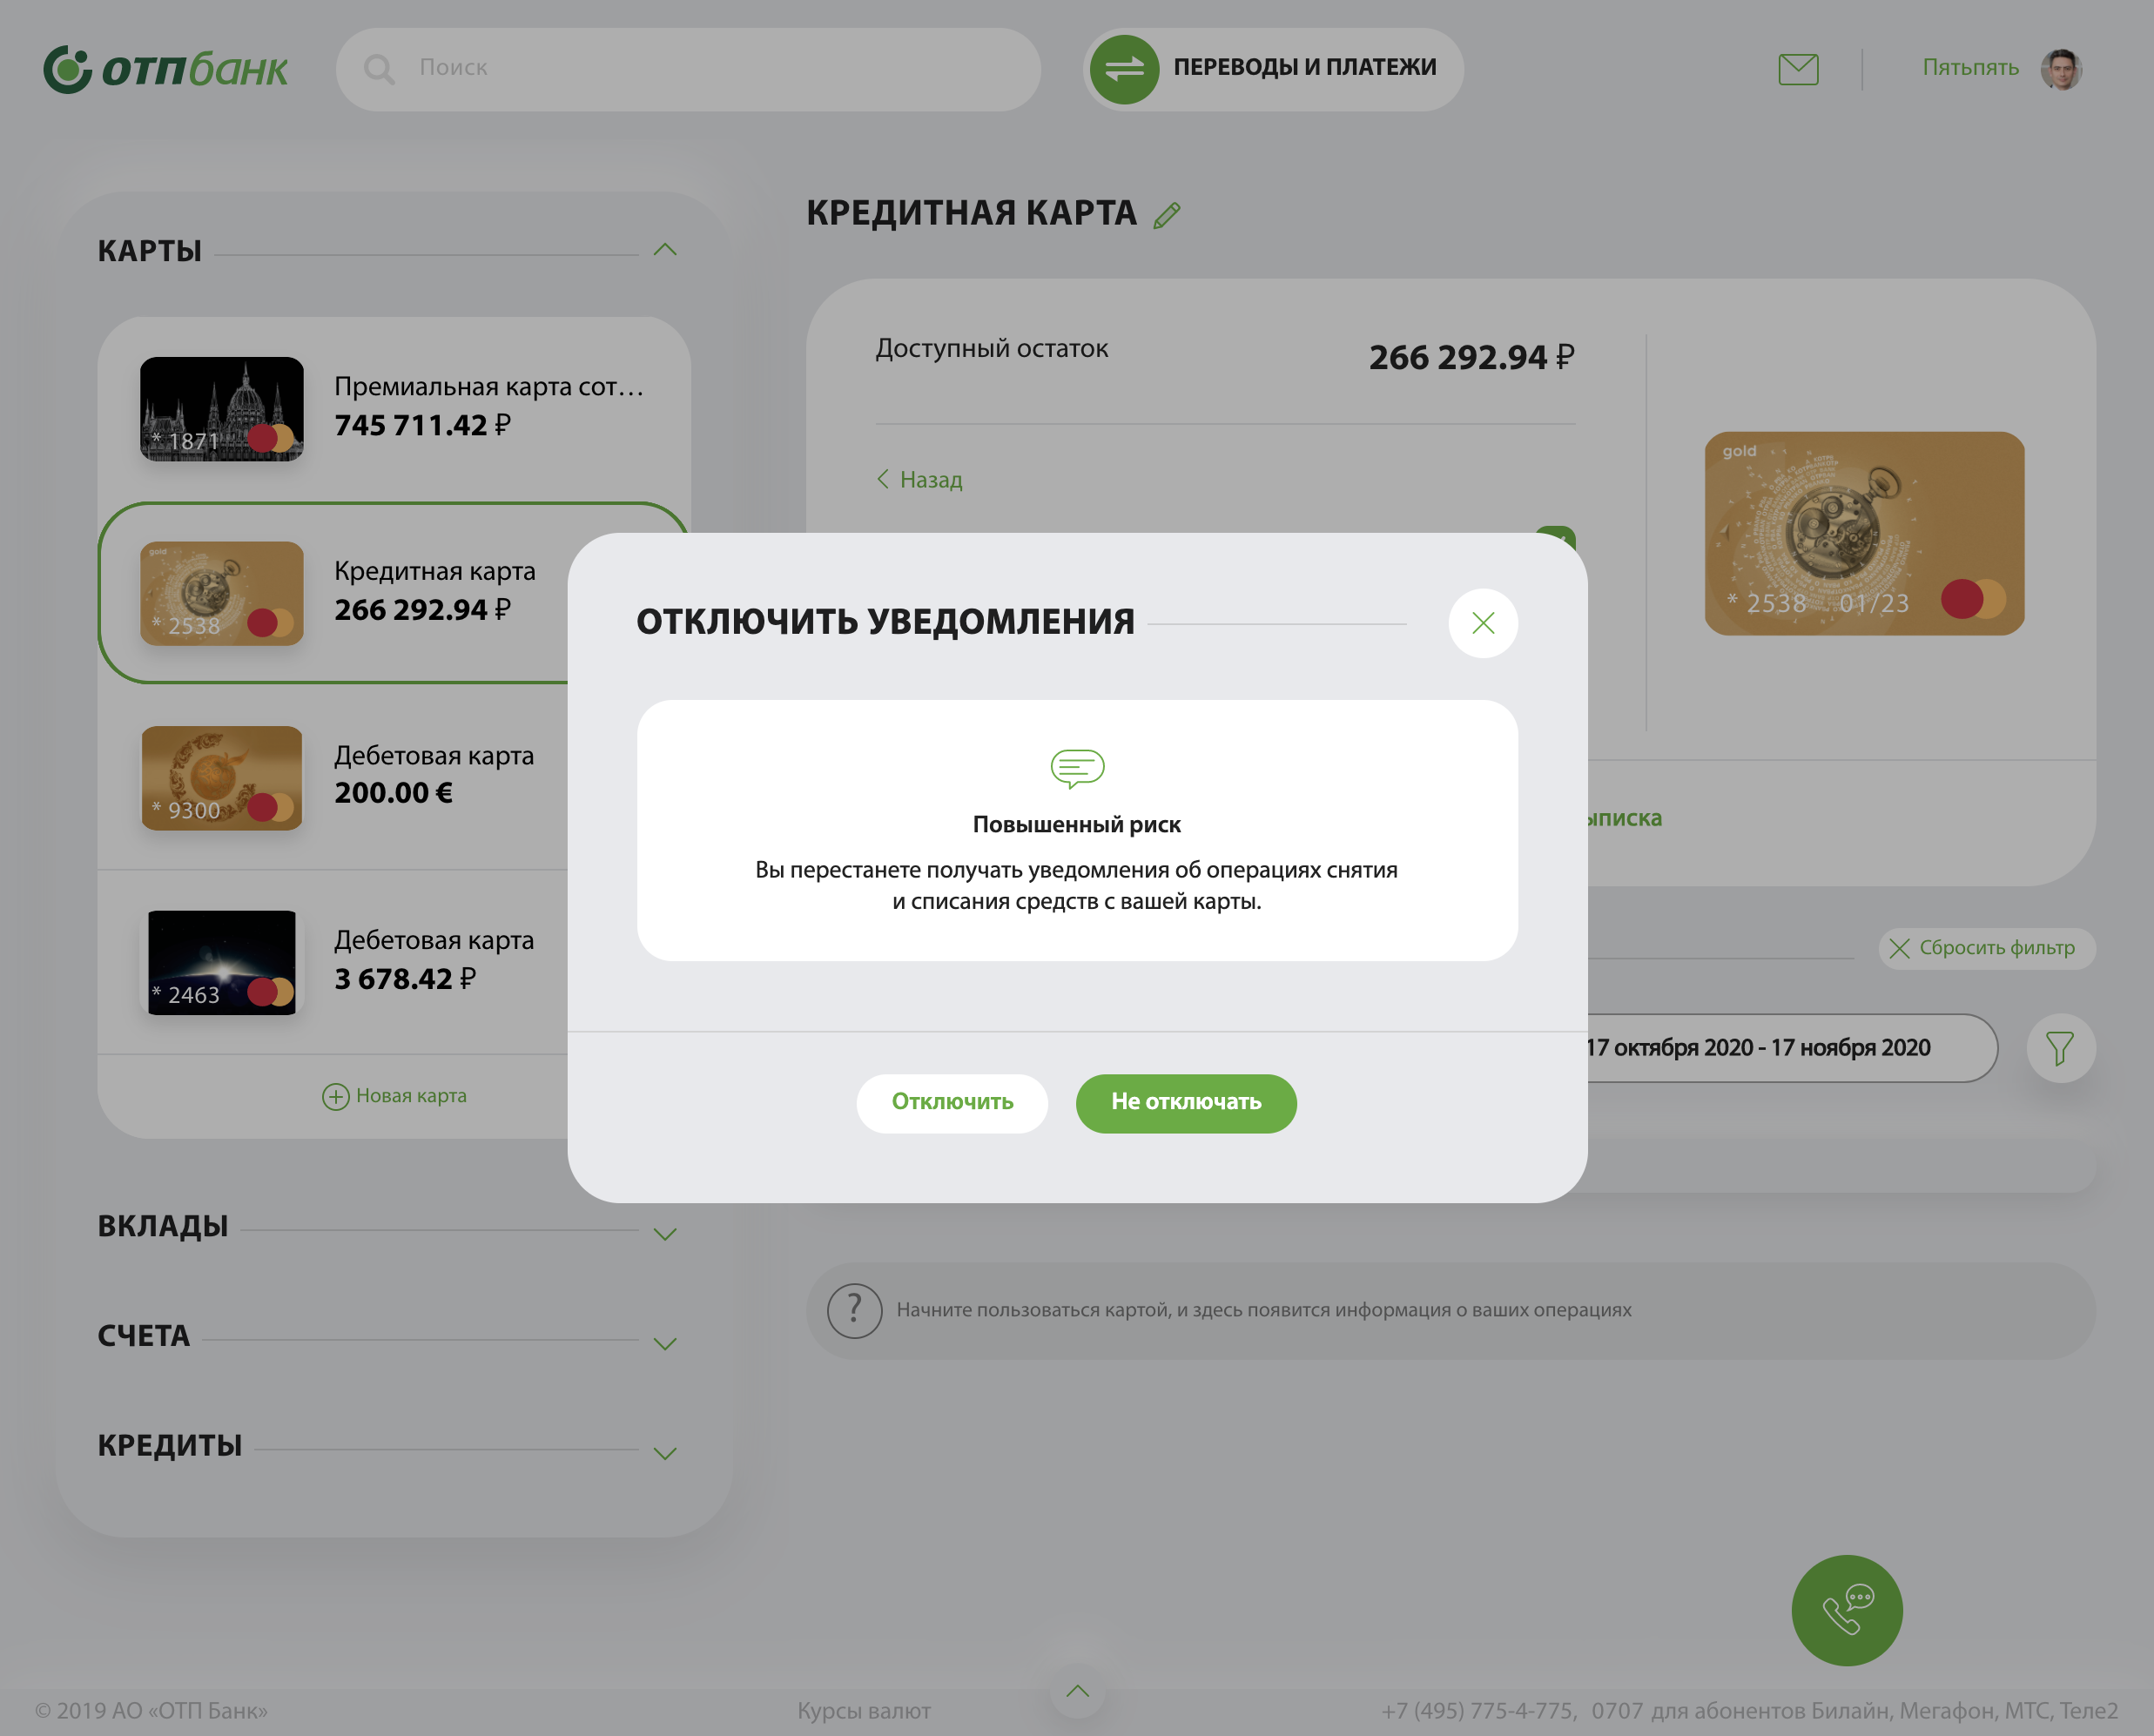 ОТПбанк
Поиск
ПЕРЕВОДЫ И ПЛАТЕЖИ
Пятьпять
КАРТЫ
* 1871
Премиальная карта сот...
745 711.42 ₽
gold
* 2538
Кредитная карта
266 292.94 ₽
* 9300
Дебетовая карта
200.00 €
* 2463
Дебетовая карта
3 678.42 ₽
Новая карта
ВКЛАДЫ
СЧЕТА
КРЕДИТЫ
КРЕДИТНАЯ КАРТА
Доступный остаток
266 292.94 ₽
Назад
gold
* 2538 01/23
ыписка
Сбросить фильтр
17 октября 2020 - 17 ноября 2020
?
Начните пользоваться картой, и здесь появится информация о ваших операциях
ОТКЛЮЧИТЬ УВЕДОМЛЕНИЯ
Повышенный риск
Вы перестанете получать уведомления об операциях снятия
и списания средств с вашей карты.
Отключить
Не отключать
© 2019 АО «ОТП Банк»
Курсы валют
+7 (495) 775-4-775, 0707 для абонентов Билайн, Мегафон, МТС, Теле2